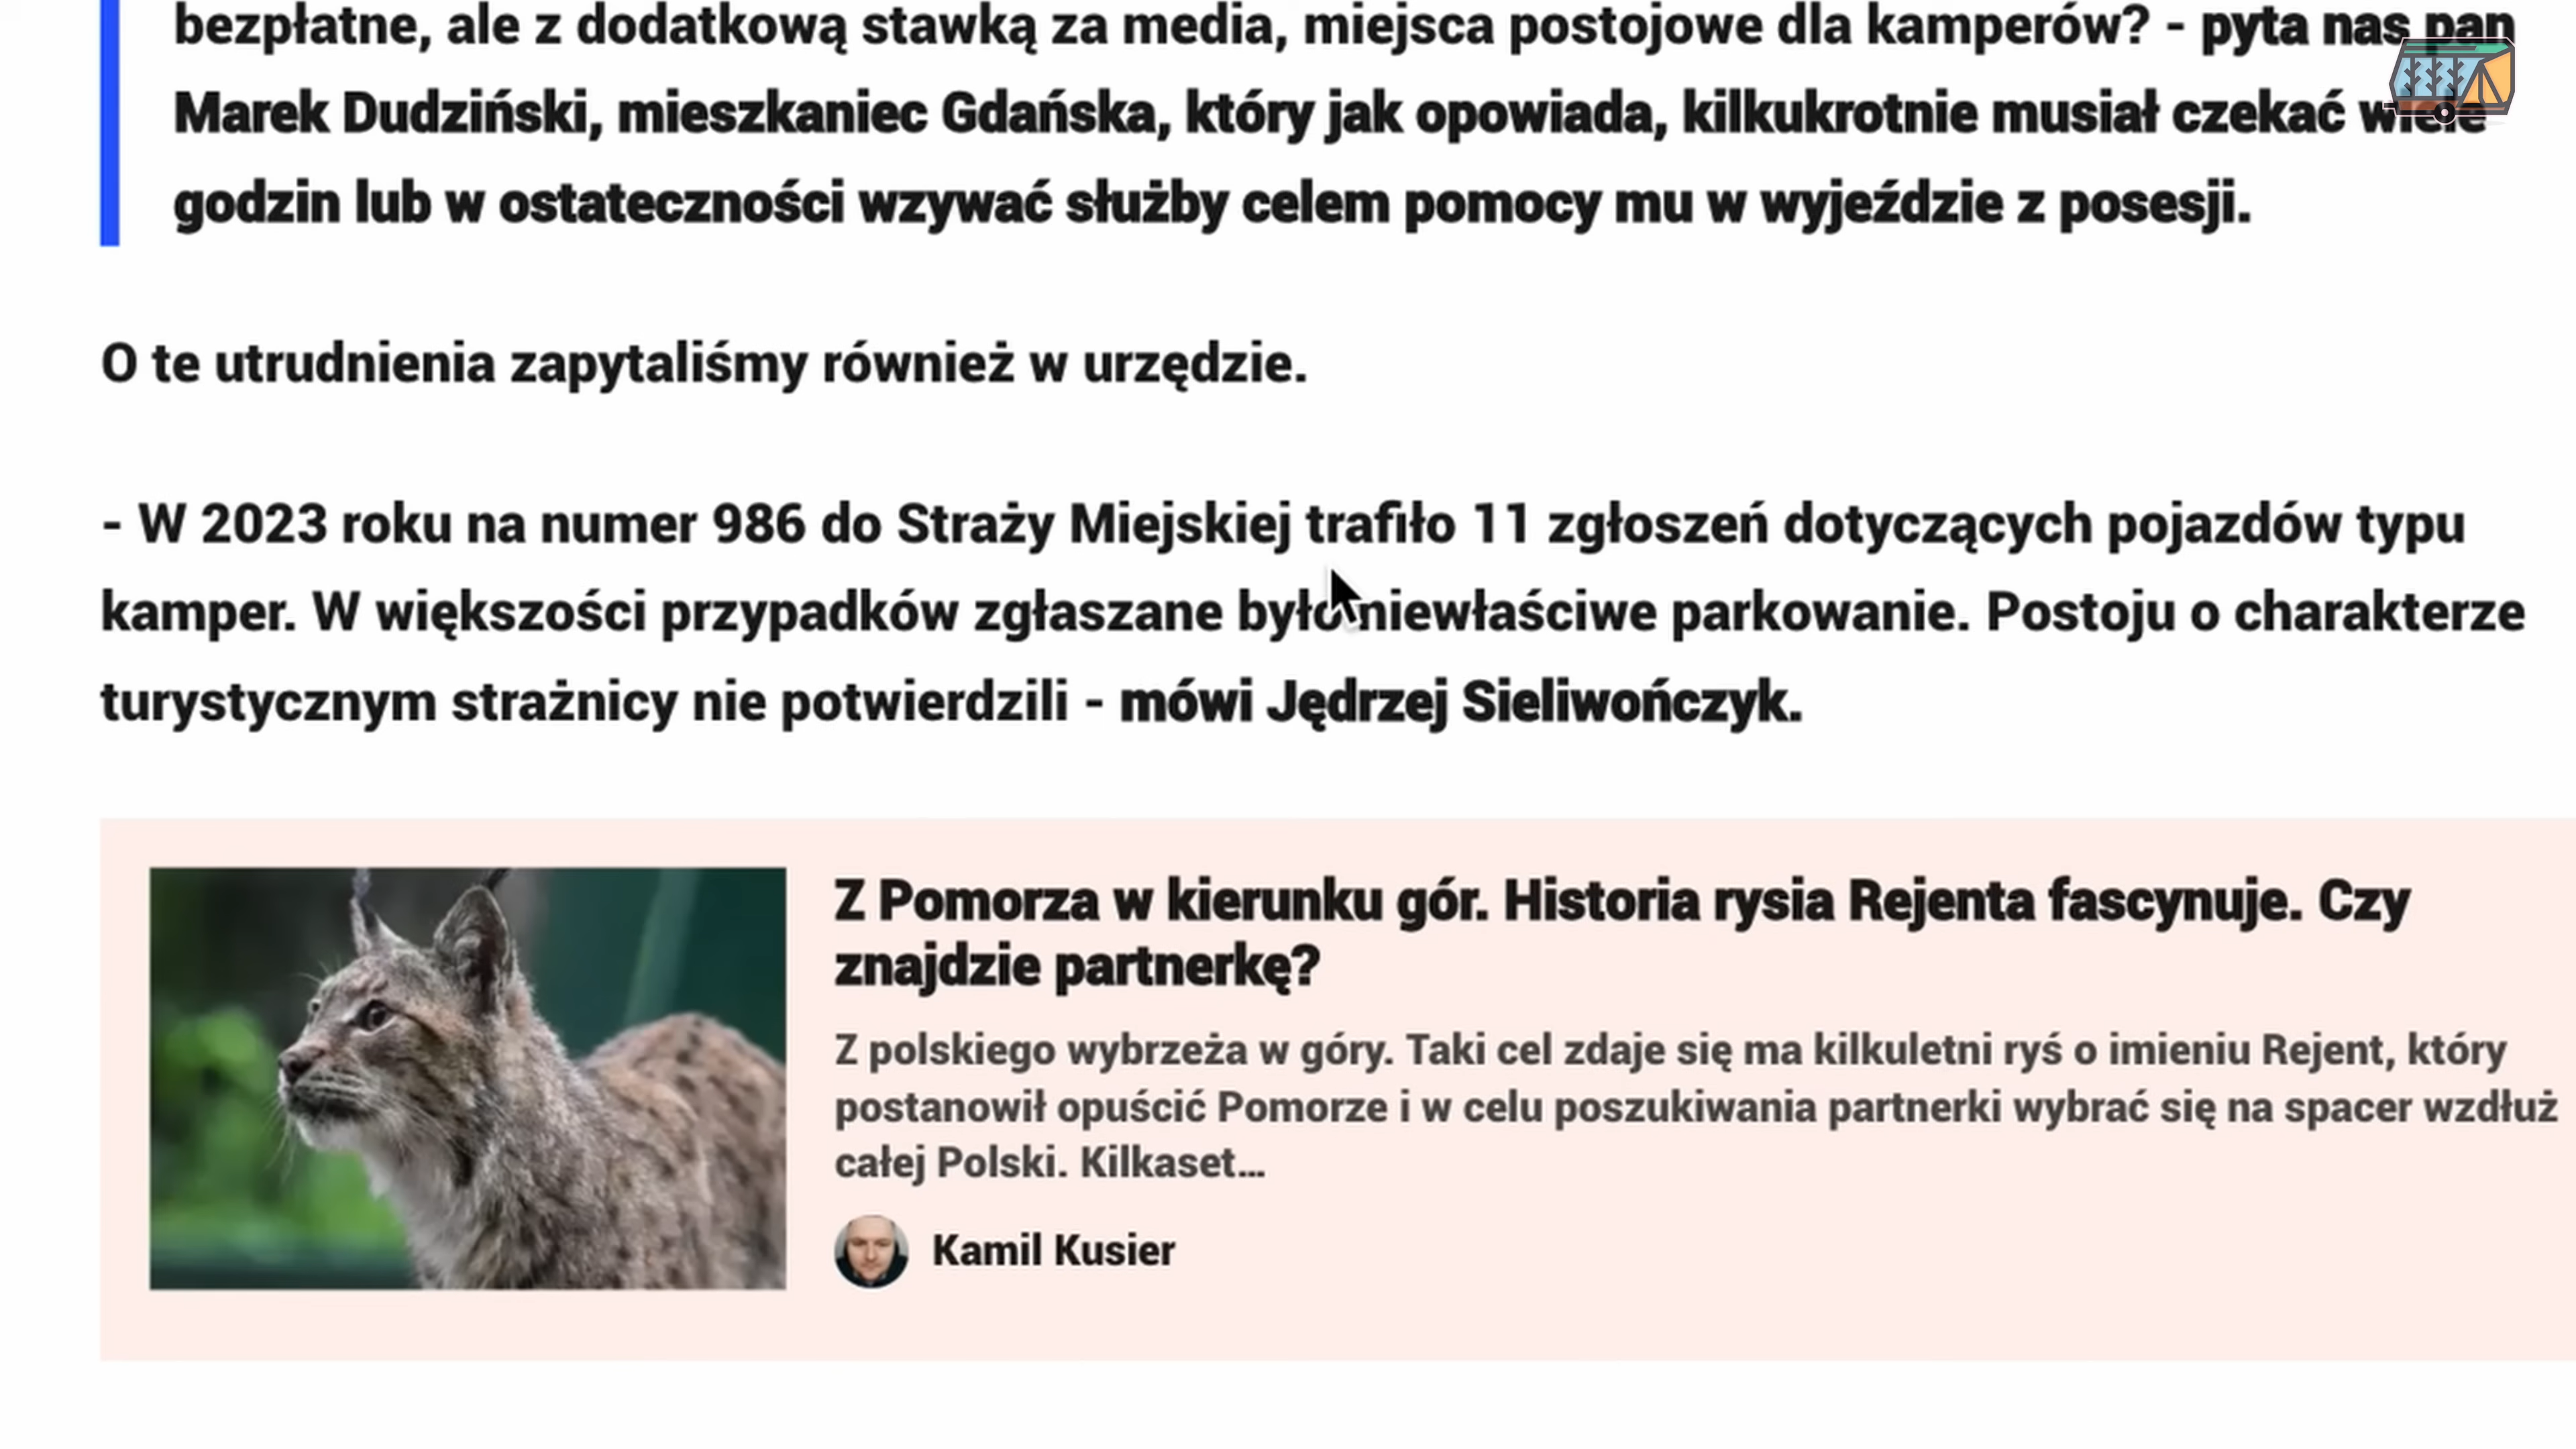 bezpłatne, ale z dodatkową stawką za media, miejsca postojowe dla kamperów? - pyta nas pan
Marek Dudziński, mieszkaniec Gdańska, który jak opowiada, kilkukrotnie musiał czekać wiele
godzin lub w ostateczności wzywać służby celem pomocy mu w wyjeździe z posesji.
O te utrudnienia zapytaliśmy również w urzędzie.
- W 2023 roku na numer 986 do Straży Miejskiej trafiło 11 zgłoszeń dotyczących pojazdów typu
kamper. W większości przypadków zgłaszane było niewłaściwe parkowanie. Postoju o charakterze
turystycznym strażnicy nie potwierdzili - mówi Jędrzej Sieliwończyk.
Z Pomorza w kierunku gór. Historia rysia Rejenta fascynuje. Czy
znajdzie partnerkę?
Z polskiego wybrzeża w góry. Taki cel zdaje się ma kilkuletni ryś o imieniu Rejent, który
postanowił opuścić Pomorze i w celu poszukiwania partnerki wybrać się na spacer wzdłuż
całej Polski. Kilkaset...
Kamil Kusier